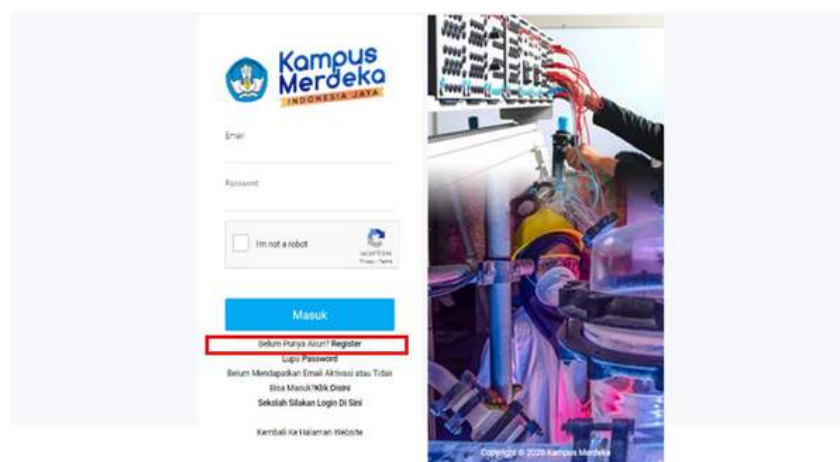 Kampus
Merdeka
INDONESIA JAYA
Email
Password
I'm not a robot
reCAPTCHA
Privacy - Terms
Masuk
Belum Punya Akun? Register
Lupa Password
Belum Mendapatkan Email Aktivasi atau Tidak
Bisa Masuk?Klik Disini
Sekolah Silakan Login Di Sini
Kembali Ke Halaman Website
Copyright © 2020 Kampus Merdeka